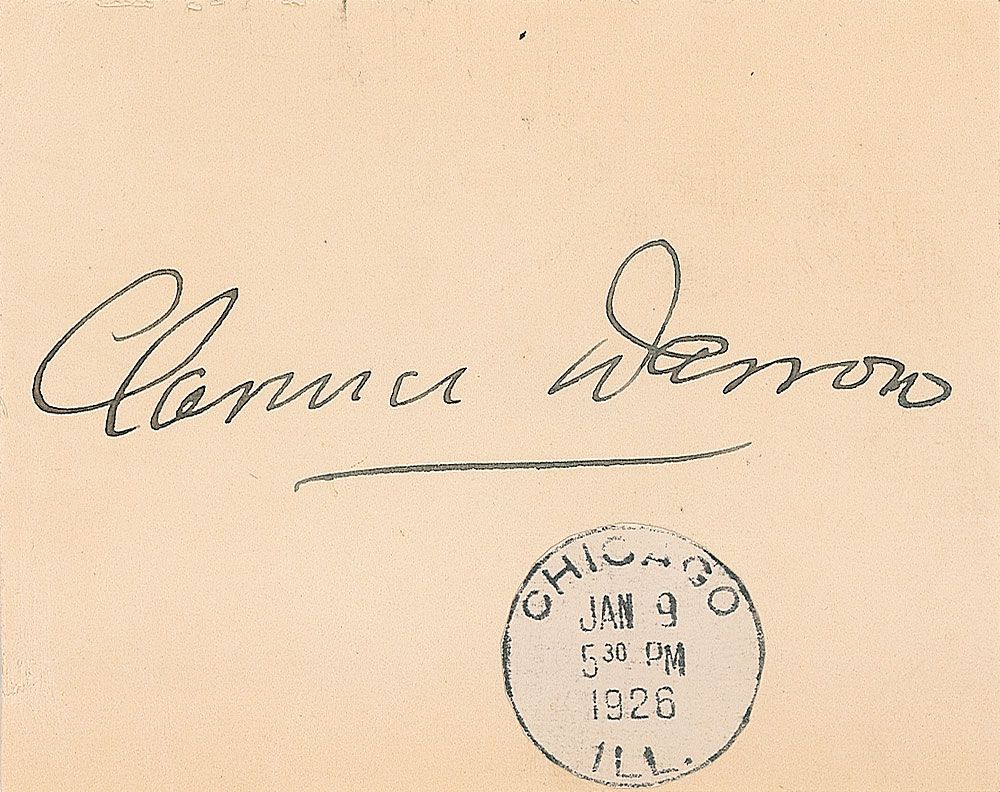 Clarence Darrow
CHICAGO
JAN 9
5 30 PM
1926
ILL.